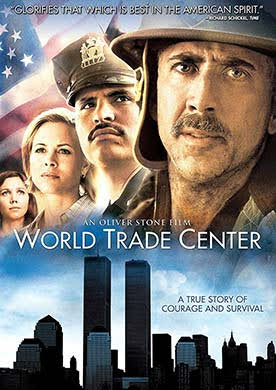 "GLORIFIES THAT WHICH IS BEST IN THE AMERICAN SPIRIT."
-RICHARD SCHICKEL, TIME
AN OLIVER STONE FILM
WORLD TRADE CENTER
A TRUE STORY OF
COURAGE AND SURVIVAL